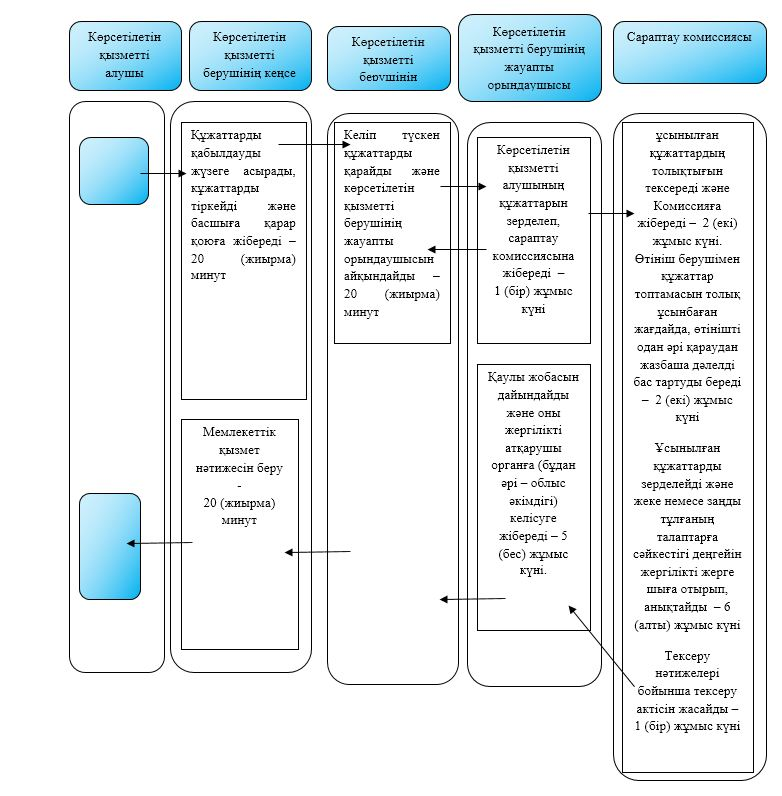 Көрсетілетін
қызметті
алушы
Көрсетілетін
қызметті
берушінің кеңсе
Көрсетілетін
қызметті
берушінің
Көрсетілетін
қызметті берушінің
жауапты
орындаушысы
Сараптау комиссиясы
Құжаттарды
қабылдауды
жүзеге асырады,
құжаттарды
тіркейді және
басшыға қарар
қоюға жібереді –
20 (жиырма)
минут
Келіп түскен
құжаттарды
қарайды және
көрсетілетін
қызметті
берушінің
жауапты
орындаушысын
айқындайды –
20 (жиырма)
минут
Көрсетілетін
қызметті
алушының
құжаттарын
зерделеп,
сараптау
комиссиясына
жібереді –
1 (бір) жұмыс
күні
ұсынылған
құжаттардың
толықтығын
тексереді және
Комиссияға
жібереді – 2 (екі)
жұмыс күні.
Өтініш берушімен
құжаттар
топтамасын толық
ұсынбаған
жағдайда, өтінішті
одан әрі қараудан
жазбаша дәлелді
бас тартуды береді
– 2 (екі) жұмыс
күні
Ұсынылған
құжаттарды
зерделейді және
жеке немесе заңды
тұлғаның
талаптарға
сәйкестігі деңгейін
жергілікті жерге
шыға отырып,
анықтайды – 6
(алты) жұмыс күні
Тексеру
нәтижелері
бойынша тексеру
актісін жасайды –
1 (бір) жұмыс күні
Қаулы жобасын
дайындайды
және оны
жергілікті
атқарушы
органға (бұдан
әрі – облыс
әкімдігі)
келісуге
жібереді – 5
(бес) жұмыс
күні.
Мемлекеттік
қызмет
нәтижесін беру
-
20 (жиырма)
минут